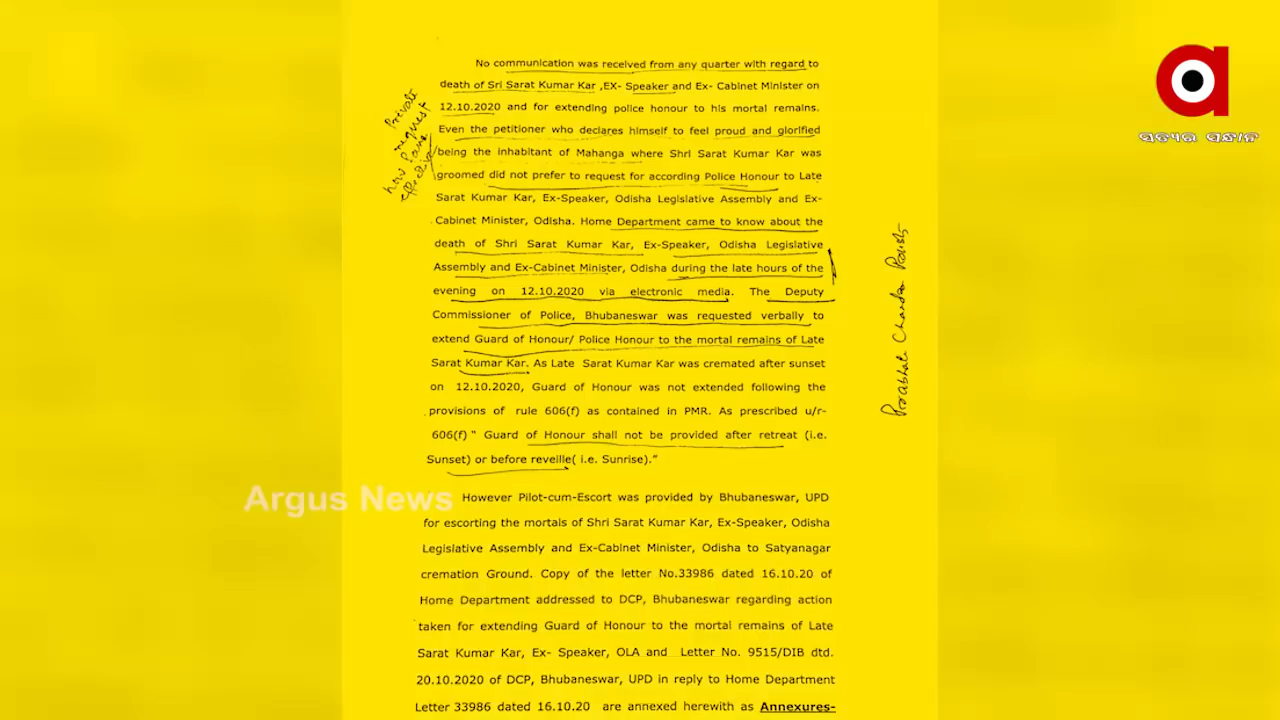 No communication was received from any quarter with regard to
death of Sri Sarat Kumar Kar ,EX- Speaker and Ex- Cabinet Minister on
12.10.2020 and for extending police honour to his mortal remains.
Even the petitioner who declares himself to feel proud and glorified
being the inhabitant of Mahanga where Shri Sarat Kumar Kar was
groomed did not prefer to request for according Police Honour to Late
Sarat Kumar Kar, Ex-Speaker, Odisha Legislative Assembly and Ex-
Cabinet Minister, Odisha. Home Department came to know about the
death of Shri Sarat Kumar Kar, Ex-Speaker, Odisha Legislative
Assembly and Ex-Cabinet Minister, Odisha during the late hours of the
evening on 12.10.2020 via electronic media. The Deputy
Commissioner of Police, Bhubaneswar was requested verbally to
extend Guard of Honour/ Police Honour to the mortal remains of Late
Sarat Kumar Kar. As Late Sarat Kumar Kar was cremated after sunset
on 12.10.2020, Guard of Honour was not extended following the
provisions of rule 606(f) as contained in PMR. As prescribed u/r-
606(f) " Guard of Honour shall not be provided after retreat (i.e.
Sunset) or before reveille( i.e. Sunrise)."
However Pilot-cum-Escort was provided by Bhubaneswar, UPD
for escorting the mortals of Shri Sarat Kumar Kar, Ex-Speaker, Odisha
Legislative Assembly and Ex-Cabinet Minister, Odisha to Satyanagar
cremation Ground. Copy of the letter No.33986 dated 16.10.20 of
Home Department addressed to DCP, Bhubaneswar regarding action
taken for extending Guard of Honour to the mortal remains of Late
Sarat Kumar Kar, Ex- Speaker, OLA and Letter No. 9515/DIB dtd.
20.10.2020 of DCP, Bhubaneswar, UPD in reply to Home Department
Letter 33986 dated 16.10.20 are annexed herewith as Annexures-
Private
request
how
effective
Prabhati Chandra
Argus News
ସତ୍ୟର ସନ୍ଧାନ